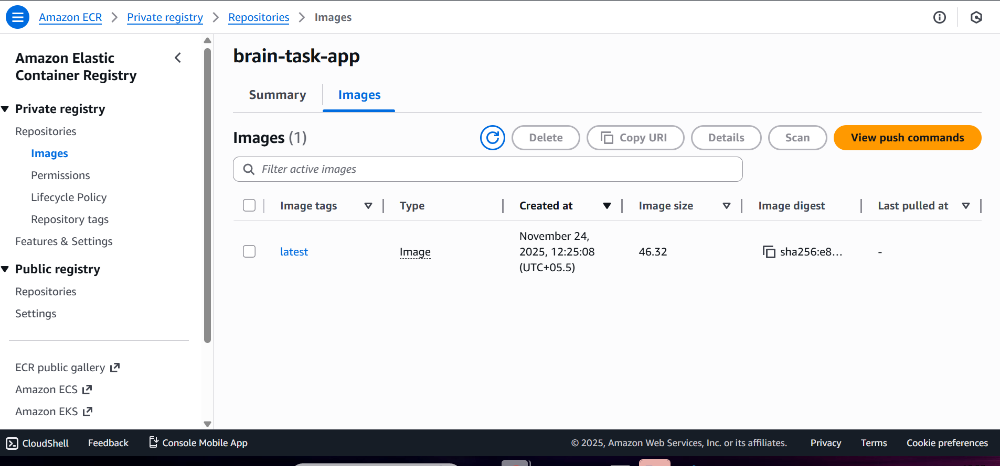 Amazon ECR > Private registry > Repositories > Images
Amazon Elastic
Container Registry
Private registry
Repositories
Images
Permissions
Lifecycle Policy
Repository tags
Features & Settings
Public registry
Repositories
Settings
ECR public gallery
Amazon ECS
Amazon EKS
brain-task-app
Summary
Images
Images (1)
Delete
Copy URI
Details
Scan
View push commands
Filter active images
Image tags
Type
Created at
Image size
Image digest
Last pulled at
latest
Image
November 24,
2025, 12:25:08
(UTC+05.5)
46.32
sha256:e8...
-
CloudShell
Feedback
Console Mobile App
© 2025, Amazon Web Services, Inc. or its affiliates.
Privacy
Terms
Cookie preferences